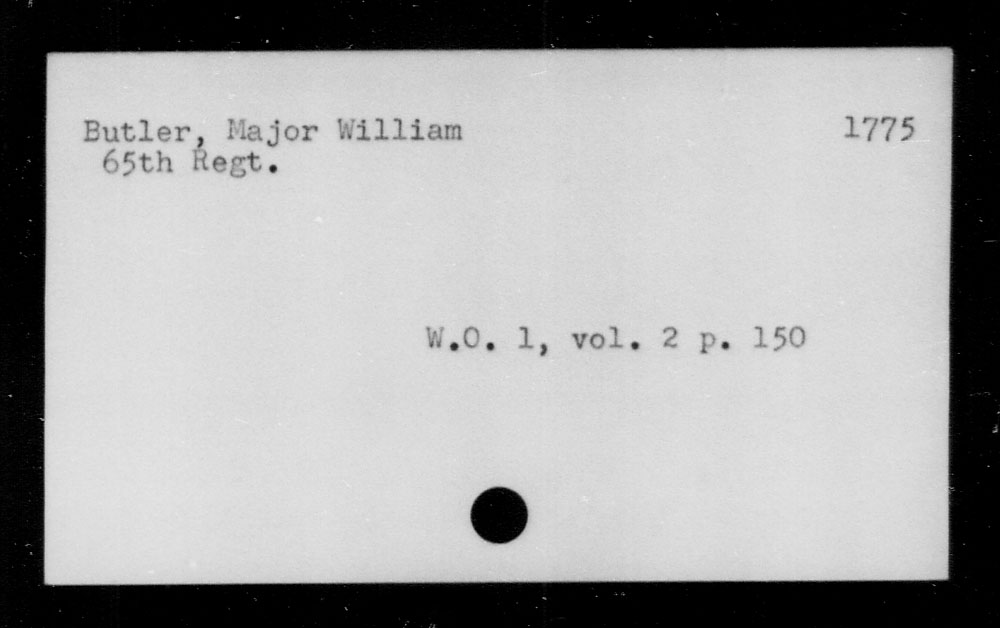 Butler, Major William 1775
65th Regt.
W.O. 1, vol. 2 p. 150